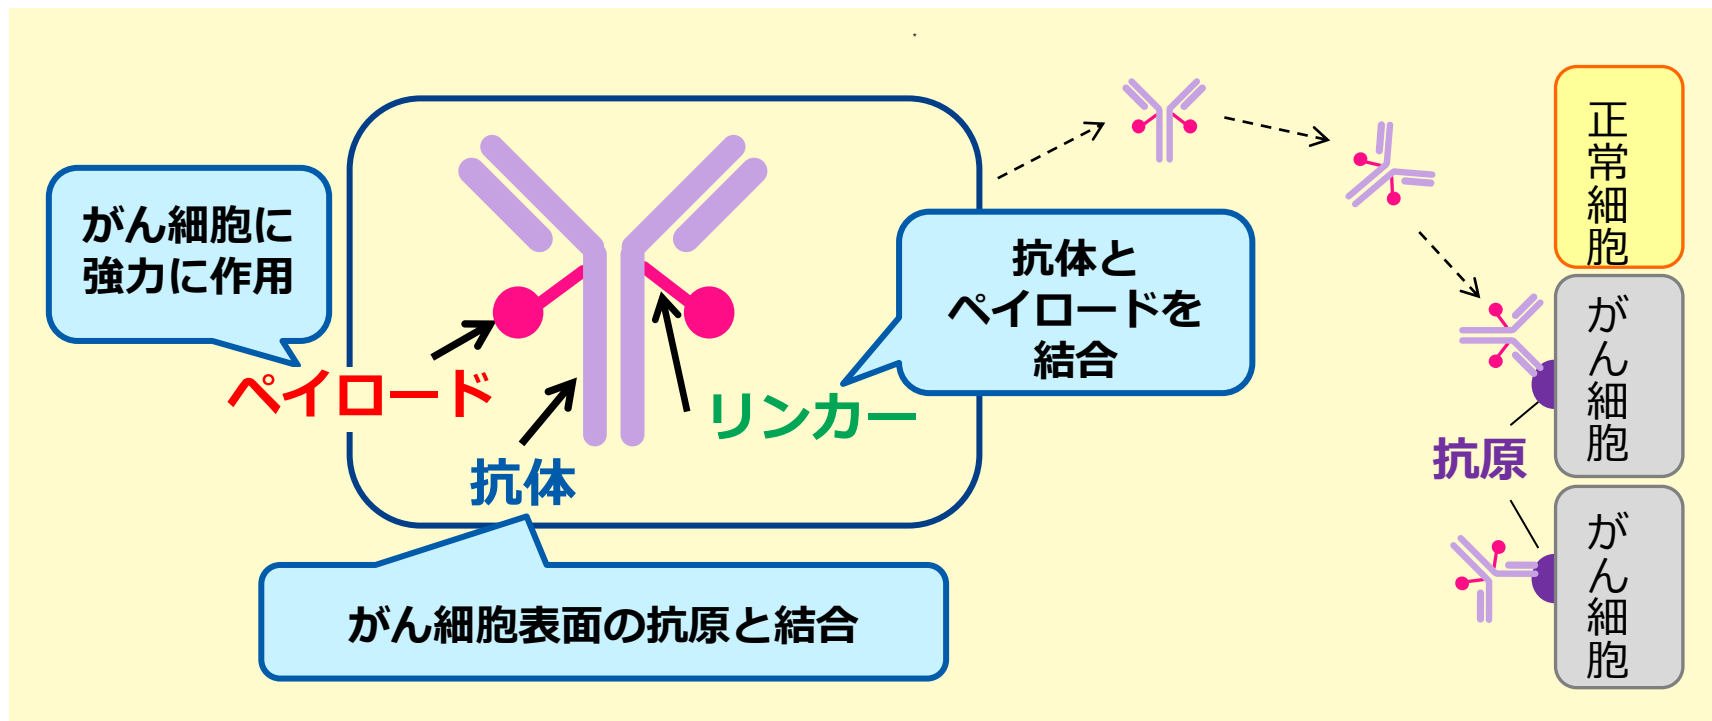 がん細胞に
強力に作用
ペイロード
抗体
リンカー
抗体と
ペイロードを
結合
がん細胞表面の抗原と結合
正常細胞
がん細胞
抗原
がん細胞